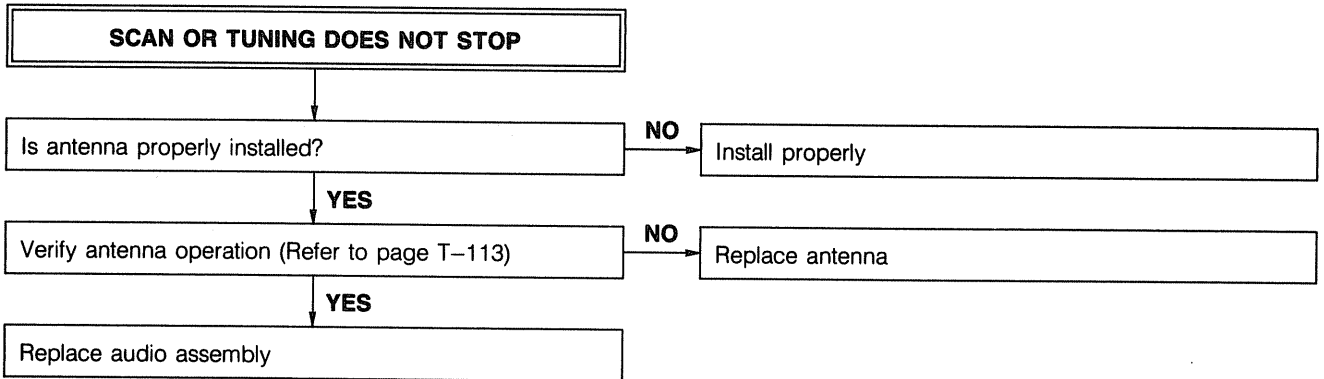 SCAN OR TUNING DOES NOT STOP
Is antenna properly installed?
NO
Install properly
YES
Verify antenna operation (Refer to page T–113)
NO
Replace antenna
YES
Replace audio assembly